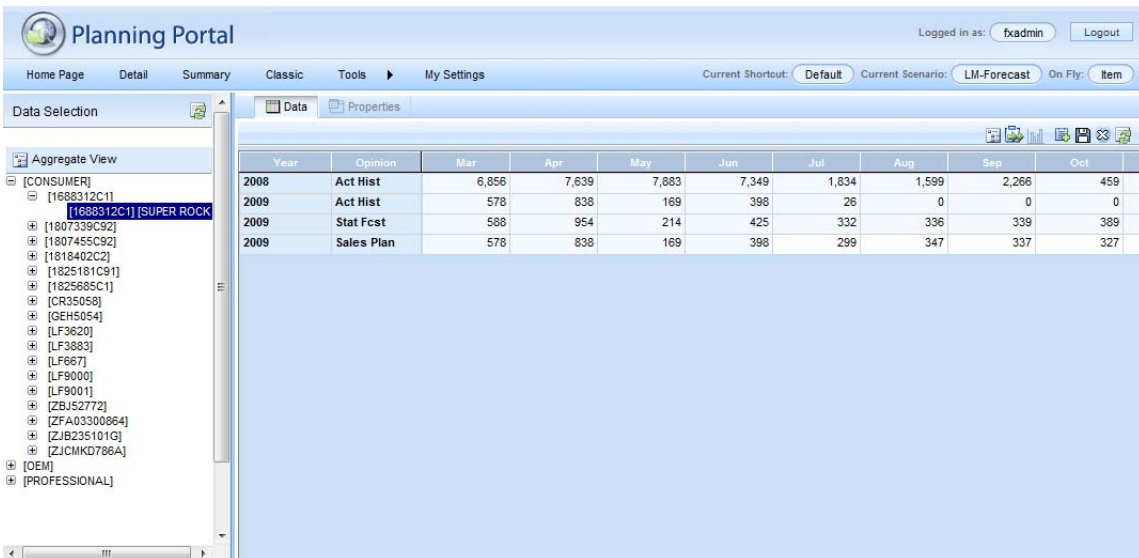 Planning Portal
Logged in as: fxadmin Logout
Home Page Detail Summary Classic Tools My Settings Current Shortcut: Default Current Scenario: LM-Forecast On Fly: Item
Data Selection
Data Properties
Aggregate View
[CONSUMER]
[1688312C1]
[1688312C1] [SUPER ROCK
[1807339C92]
[1807455C92]
[1818402C2]
[1825181C91]
[1825685C1]
[CR35058]
[GEH5054]
[LF3620]
[LF3883]
[LF667]
[LF9000]
[LF9001]
[ZBJ52772]
[ZFA03300864]
[ZJB235101G]
[ZJCMKD786A]
[OEM]
[PROFESSIONAL]
Year Opinion Mar Apr May Jun Jul Aug Sep Oct
2008 Act Hist 6,856 7,639 7,883 7,349 1,834 1,599 2,266 459
2009 Act Hist 578 838 169 398 26 0 0 0
2009 Stat Fcst 588 954 214 425 332 336 339 389
2009 Sales Plan 578 838 169 398 299 347 337 327